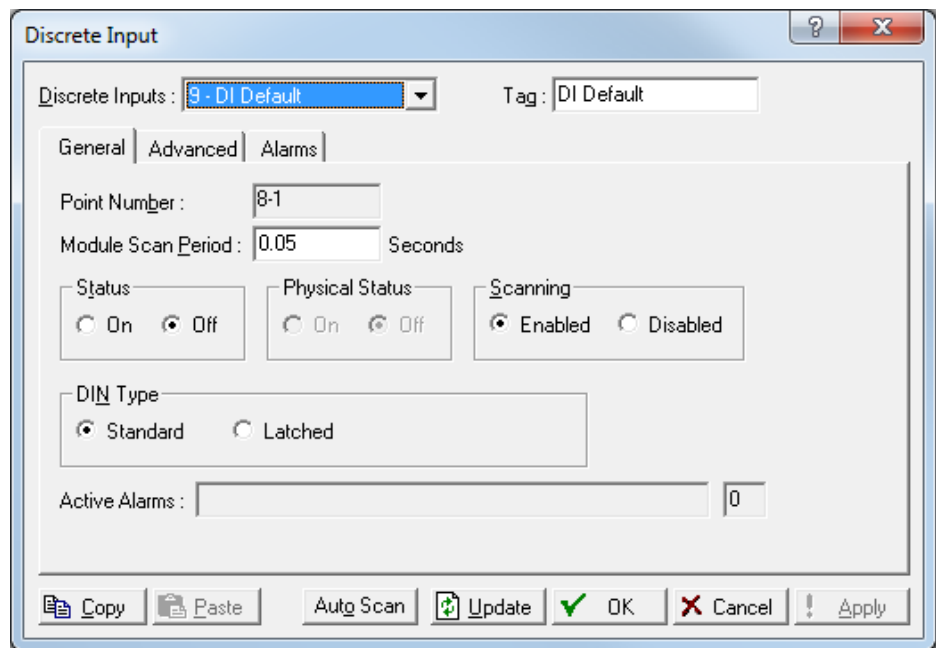 Discrete Input
Discrete Inputs : 9 - DI Default Tag : DI Default
General Advanced Alarms
Point Number : 8-1
Module Scan Period : 0.05 Seconds
Status Physical Status Scanning
On Off On Off Enabled Disabled
DIN Type
Standard Latched
Active Alarms : 0
Copy Paste Auto Scan Update OK Cancel Apply